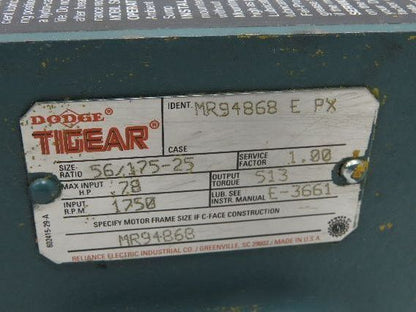 DODGE®
TIGEAR®
IDENT. MR94868 E PX
CASE
SIZE-RATIO 56/175-25
SERVICE FACTOR 1.00
MAX INPUT H.P. .78
OUTPUT TORQUE 513
INPUT R.P.M. 1750
LUB. SEE INSTR. MANUAL E-3661
SPECIFY MOTOR FRAME SIZE IF C-FACE CONSTRUCTION
MR94868
RELIANCE ELECTRIC INDUSTRIAL CO. / GREENVILLE, SC 29602 / MADE IN U.S.A.
802415-29-A